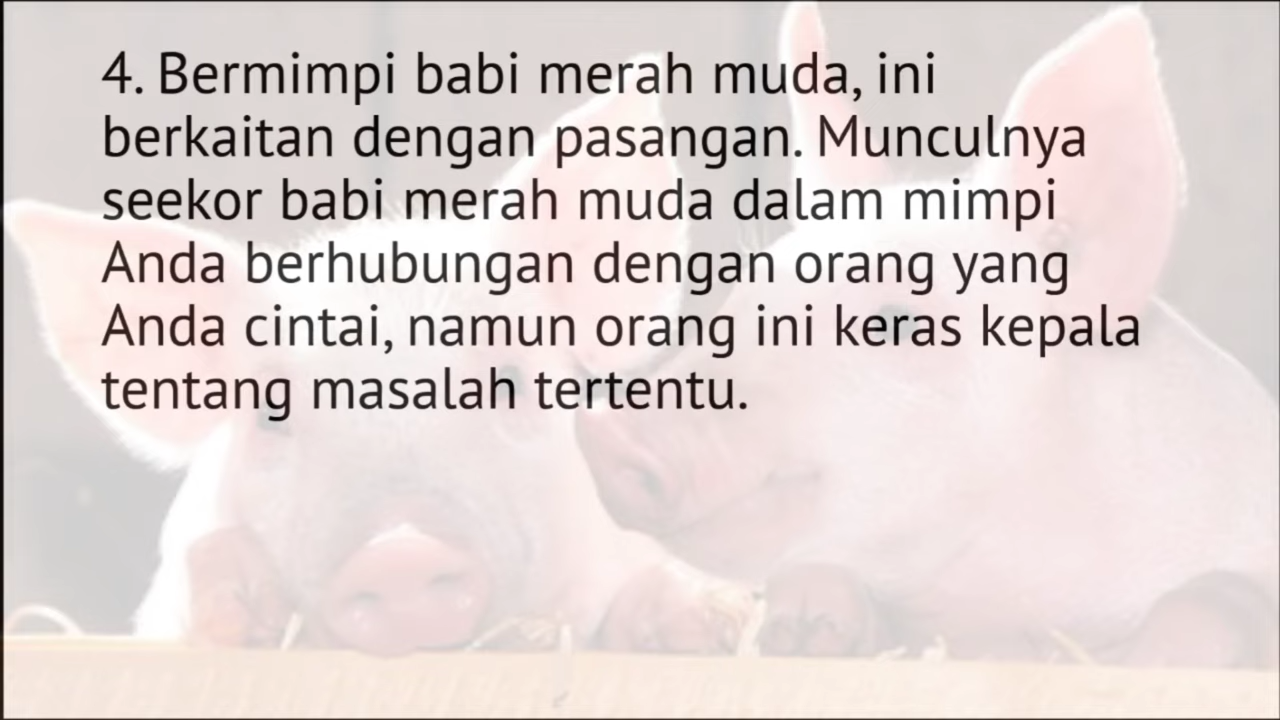 4. Bermimpi babi merah muda, ini
berkaitan dengan pasangan. Munculnya
seekor babi merah muda dalam mimpi
Anda berhubungan dengan orang yang
Anda cintai, namun orang ini keras kepala
tentang masalah tertentu.